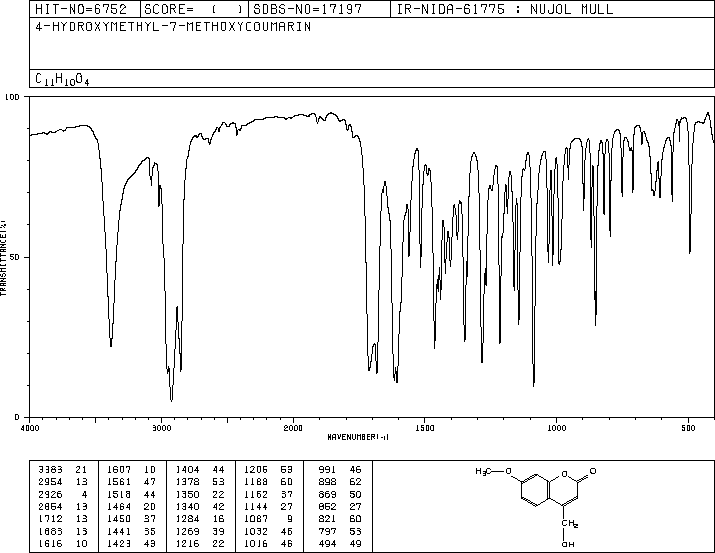 HIT-NO=6752 SCORE= ( ) SDBS-NO=17197 IR-NIDA-61775 : NUJOL MULL
4-HYDROXYMETHYL-7-METHOXYCOUMARIN
C11H10O4
100
50
0
TRANSMITTANCE(%)
4000 3000 2000 1500 1000 500
WAVENUMBER(-1)
3383 21 1607 10 1404 44 1206 63 991 46
2954 13 1561 47 1378 53 1188 60 898 62
2926 4 1518 44 1350 22 1162 37 869 50
2854 13 1464 20 1340 42 1144 27 852 27
1712 13 1450 37 1284 16 1087 9 821 60
1683 13 1441 35 1269 39 1032 46 797 53
1616 10 1423 43 1216 22 1016 46 494 49
H3C O O O
CH2
OH